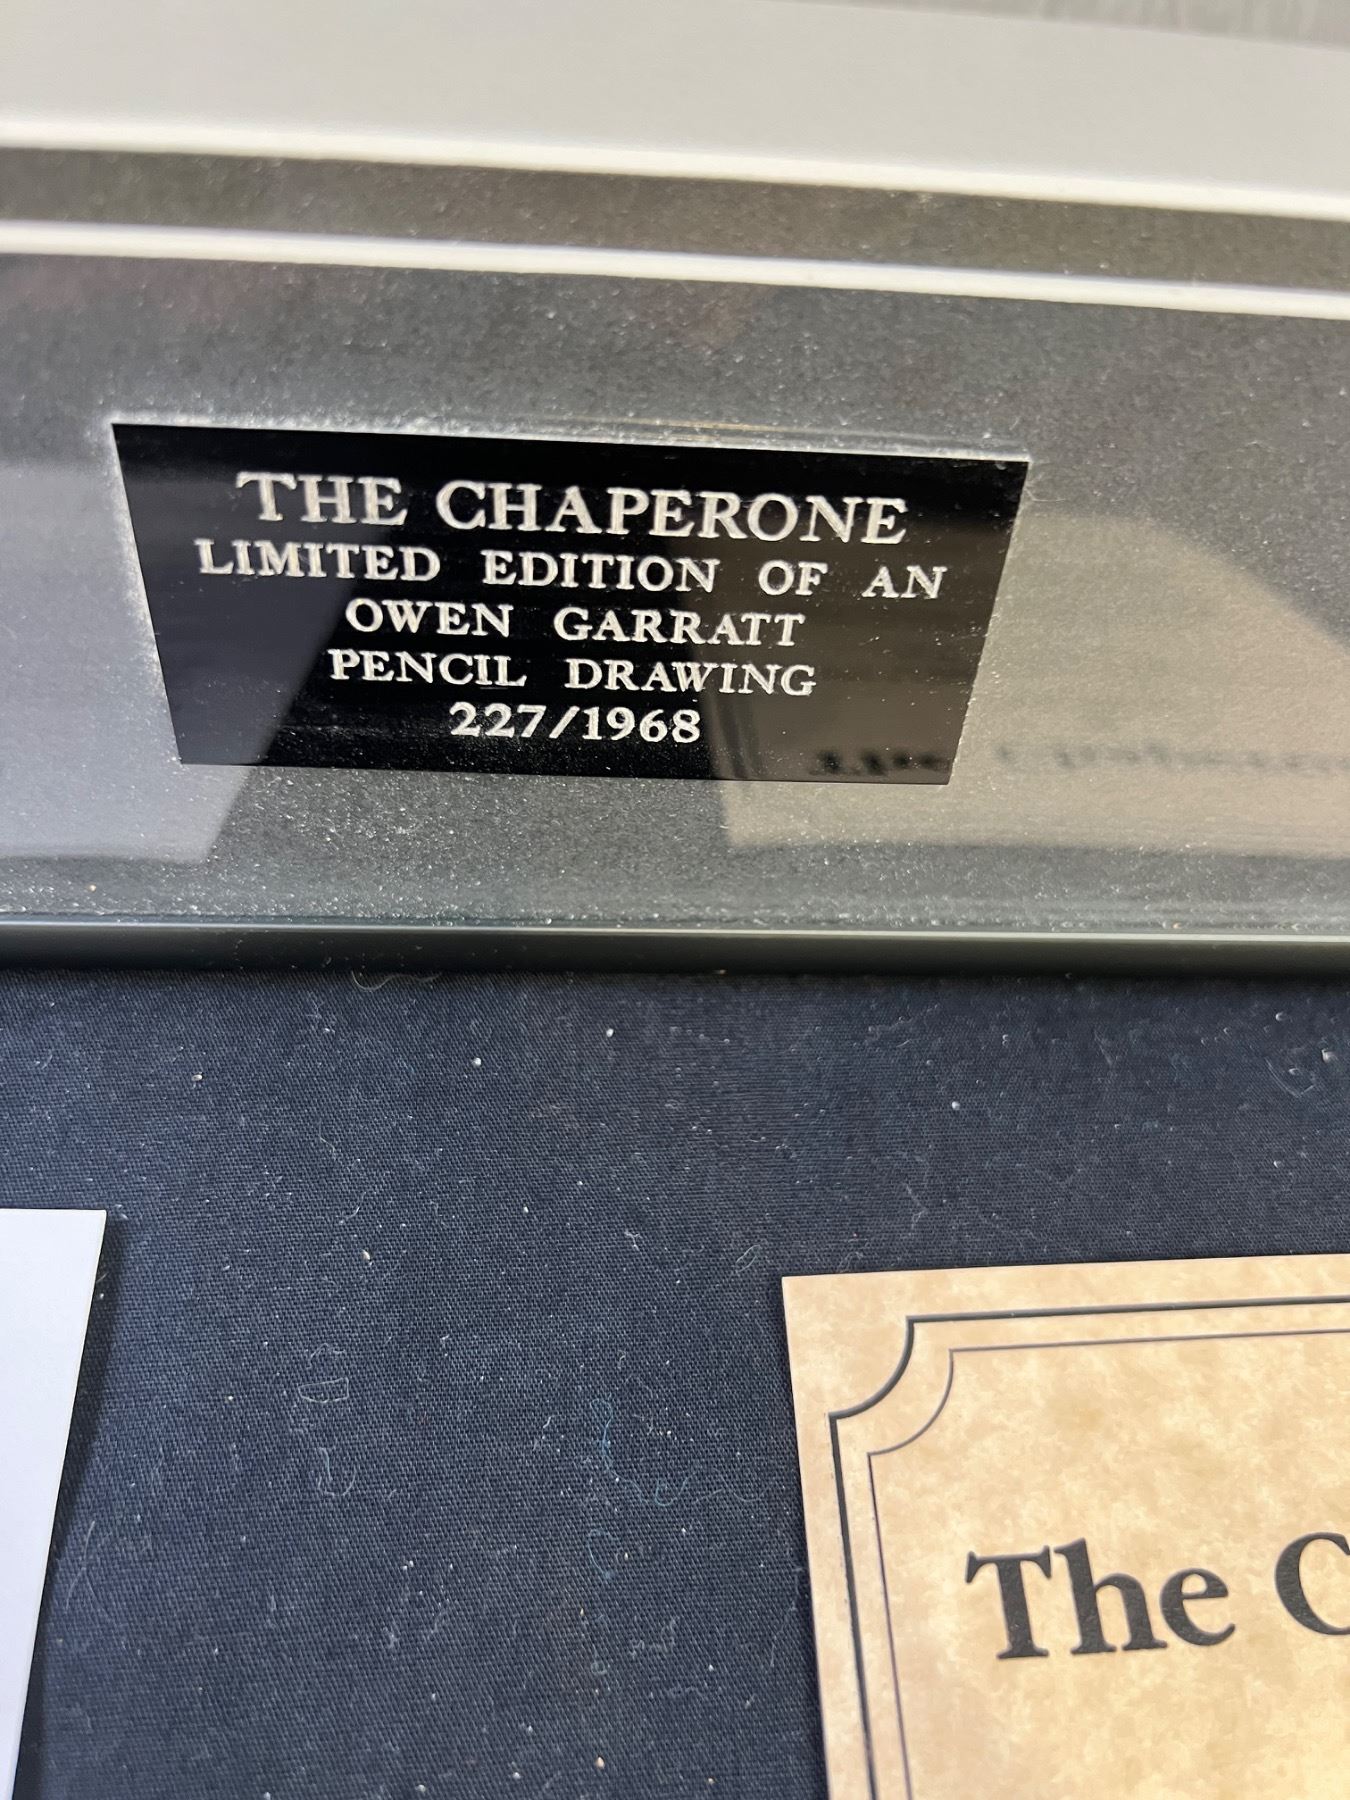 THE CHAPERONE
LIMITED EDITION OF AN
OWEN GARRATT
PENCIL DRAWING
227/1968
The